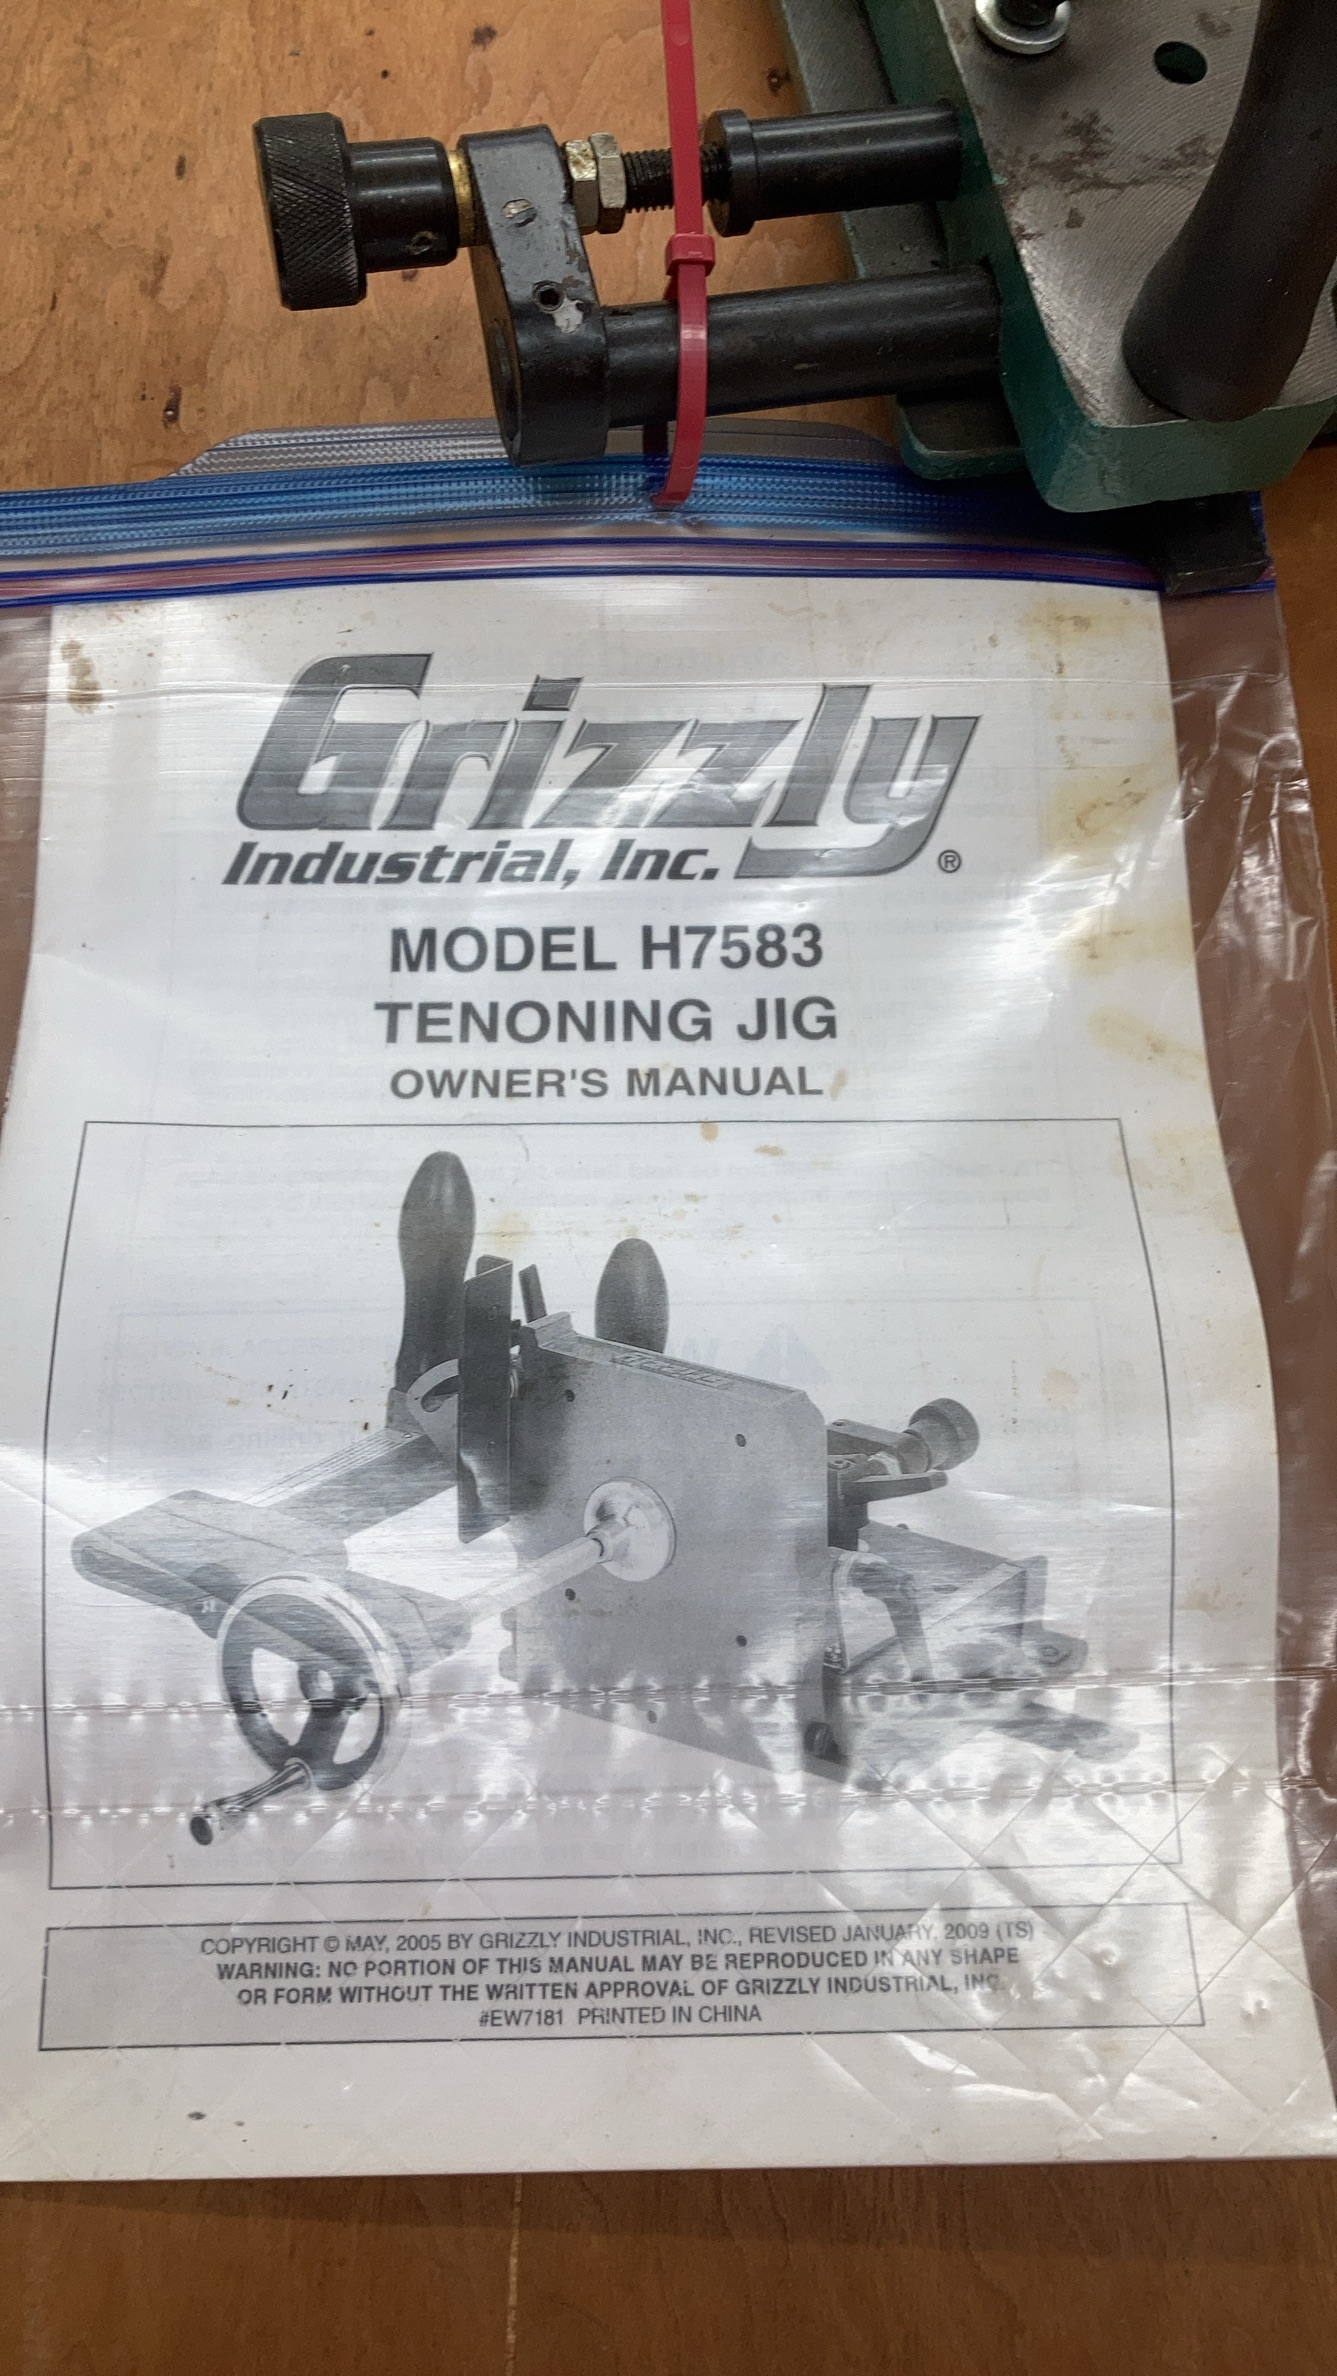 Grizzly
Industrial, Inc. ®
MODEL H7583
TENONING JIG
OWNER'S MANUAL
COPYRIGHT © MAY, 2005 BY GRIZZLY INDUSTRIAL, INC., REVISED JANUARY, 2009 (TS)
WARNING: NO PORTION OF THIS MANUAL MAY BE REPRODUCED IN ANY SHAPE
OR FORM WITHOUT THE WRITTEN APPROVAL OF GRIZZLY INDUSTRIAL, INC.
#EW7181 PRINTED IN CHINA